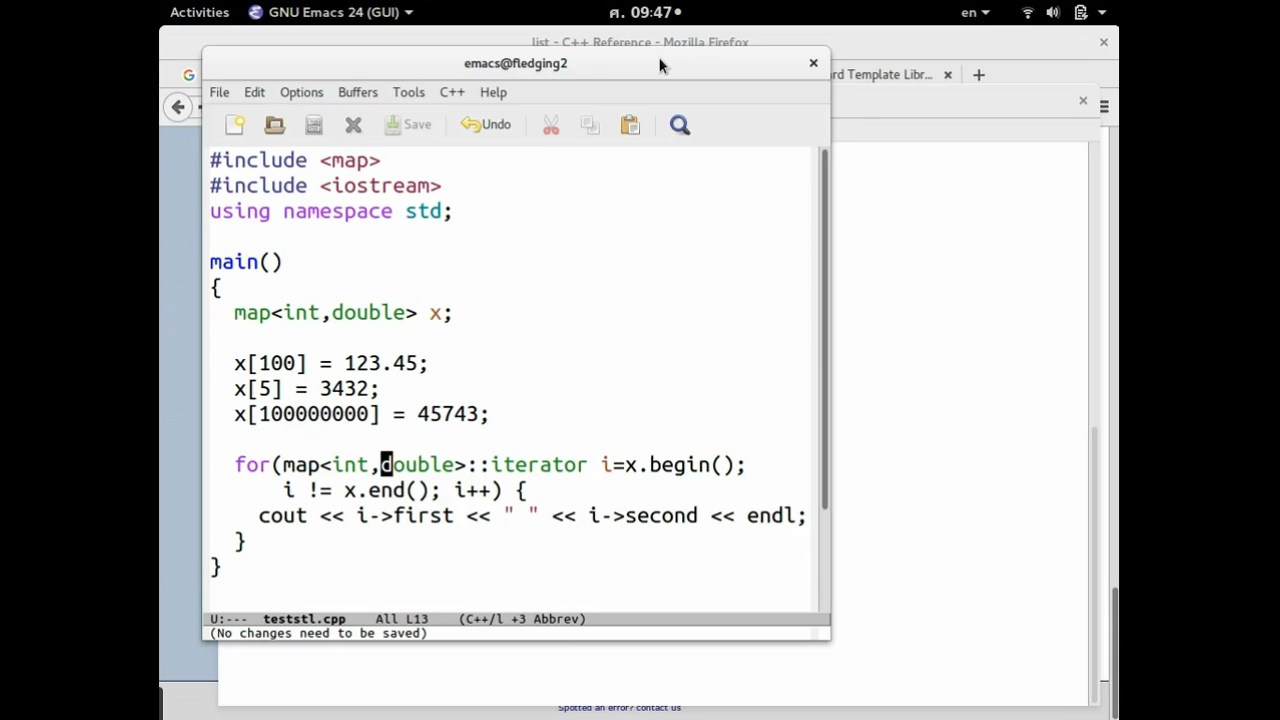 Activities GNU Emacs 24 (GUI) ศ. 09:47 en
list - C++ Reference - Mozilla Firefox
emacs@fledging2
ard Template Libr...
File Edit Options Buffers Tools C++ Help
Save Undo
#include <map>
#include <iostream>
using namespace std;
main()
{
map<int,double> x;
x[100] = 123.45;
x[5] = 3432;
x[100000000] = 45743;
for(map<int,double>::iterator i=x.begin();
i != x.end(); i++) {
cout << i->first << " " << i->second << endl;
}
}
U:--- teststl.cpp All L13 (C++/l +3 Abbrev)
(No changes need to be saved)
Spotted an error? contact us